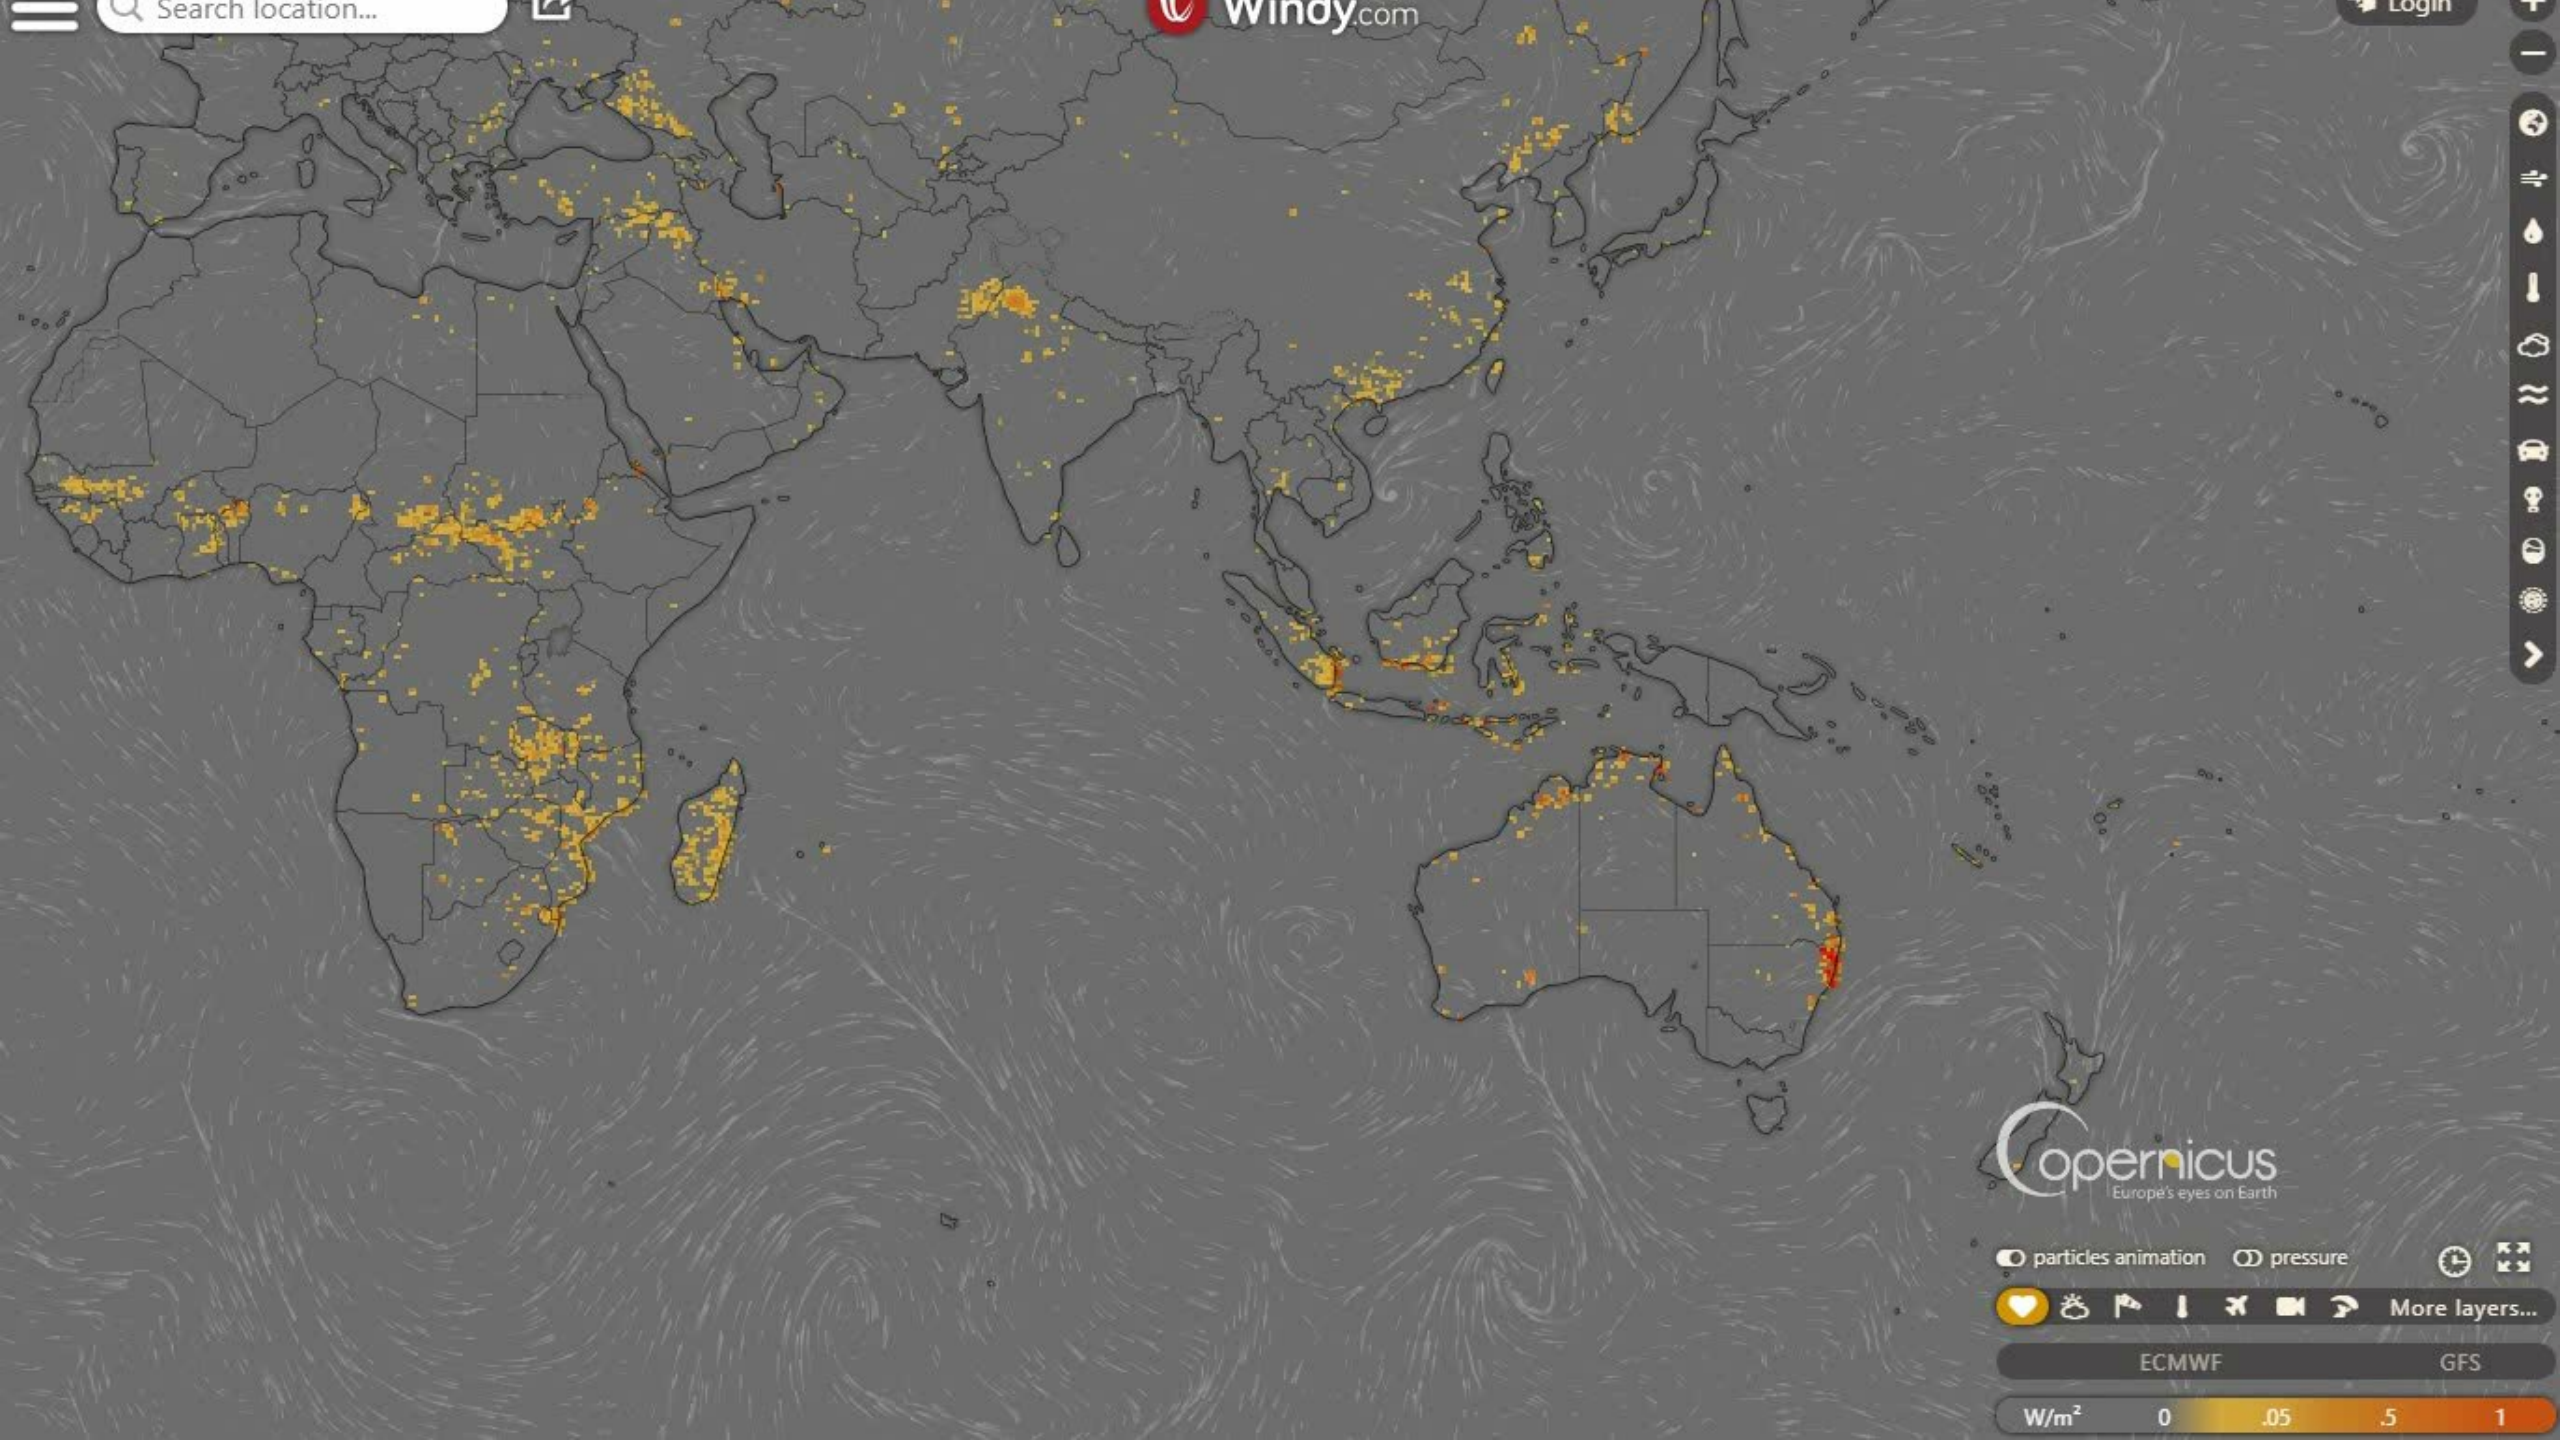 Search location...
Windy.com
Login
Copernicus
Europe's eyes on Earth
particles animation pressure
More layers...
ECMWF GFS
W/m² 0 .05 .5 1